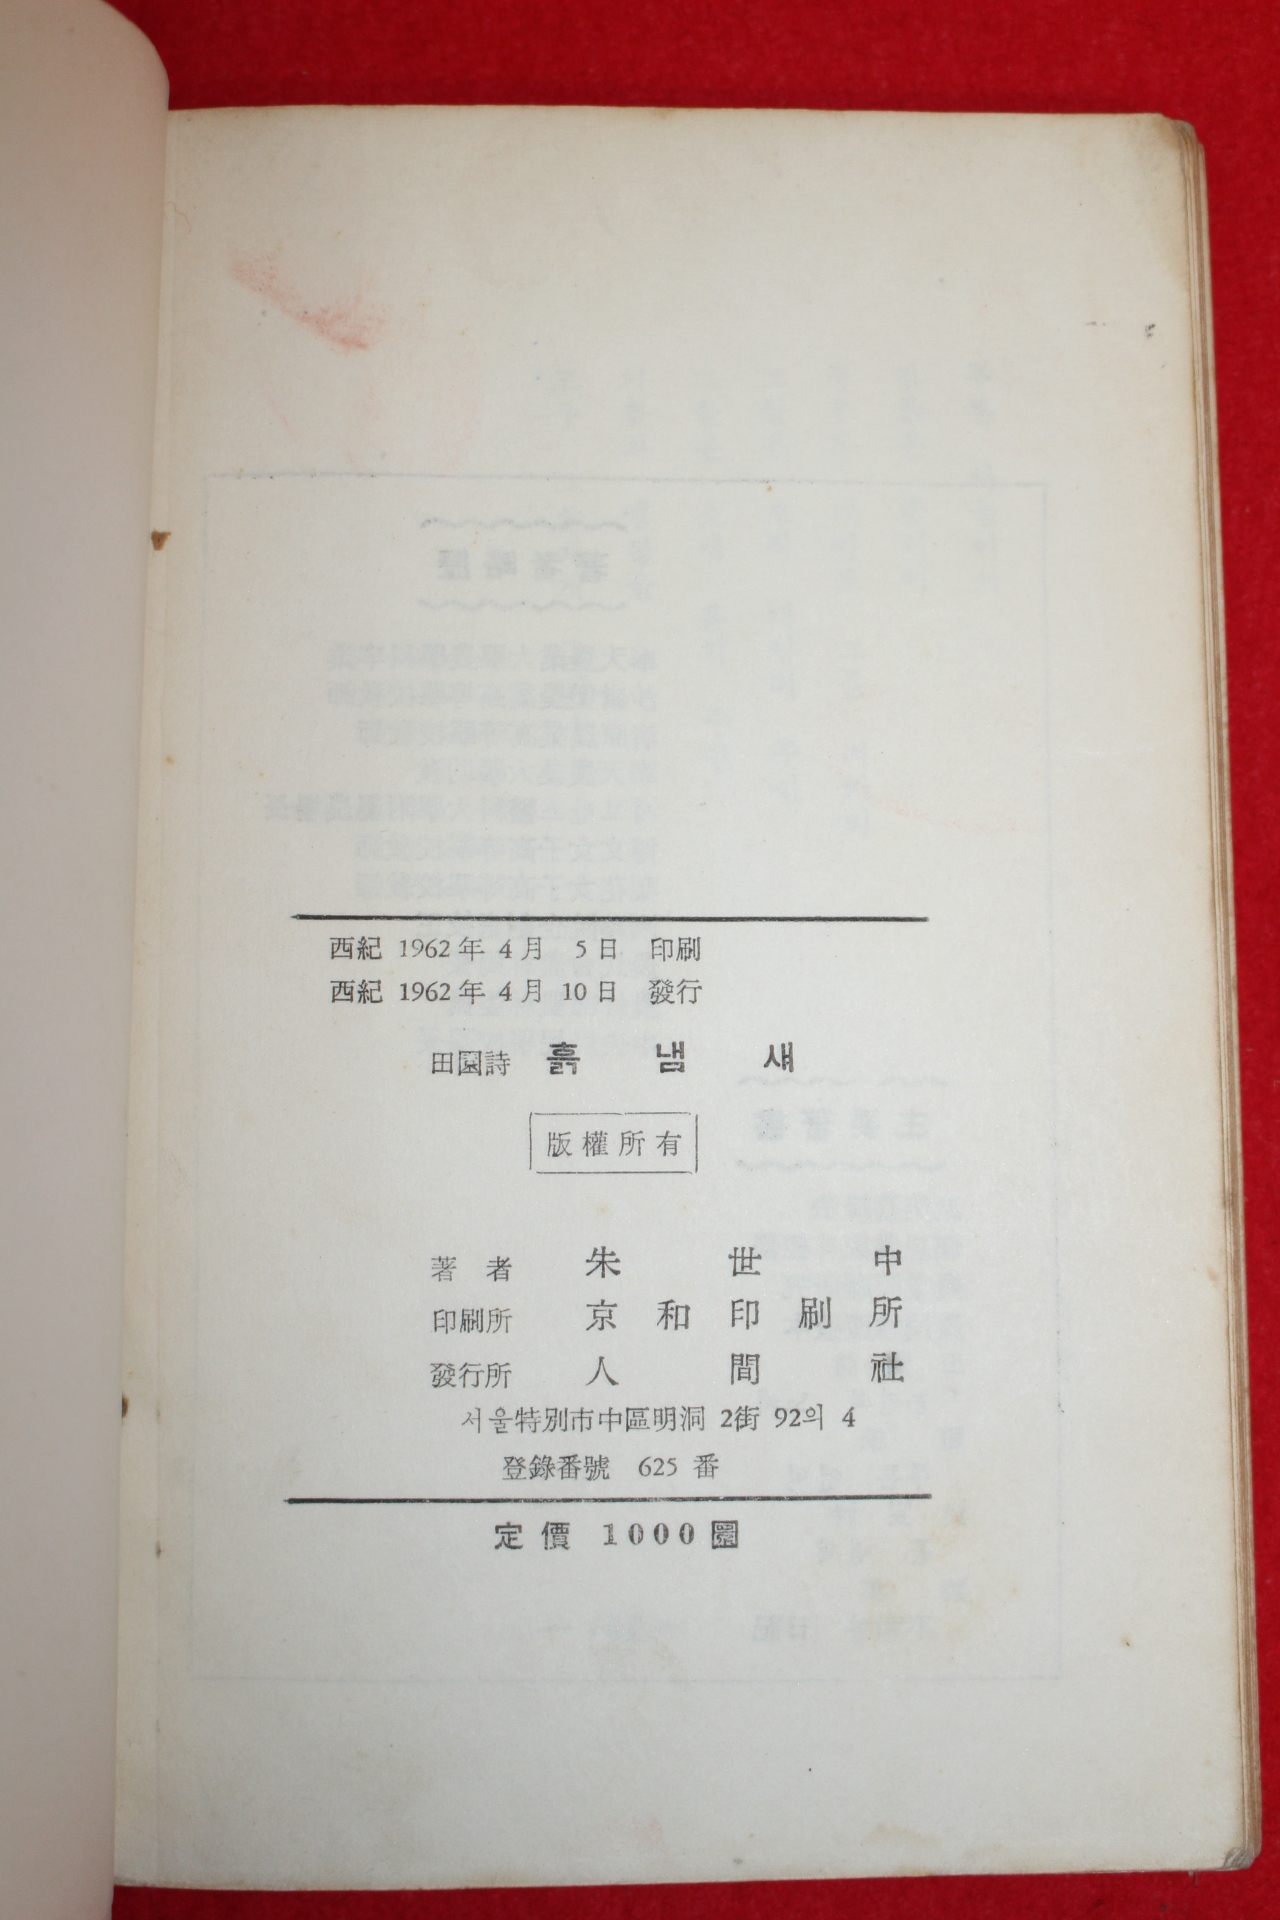 西紀 1962年 4月 5日 印刷
西紀 1962年 4月 10日 發行
田園詩 흙 냄 새
版權所有
著者 朱世中
印刷所 京和印刷所
發行所 人間社
서울特別市中區明洞 2街 92의 4
登錄番號 625 番
定價 1000圜